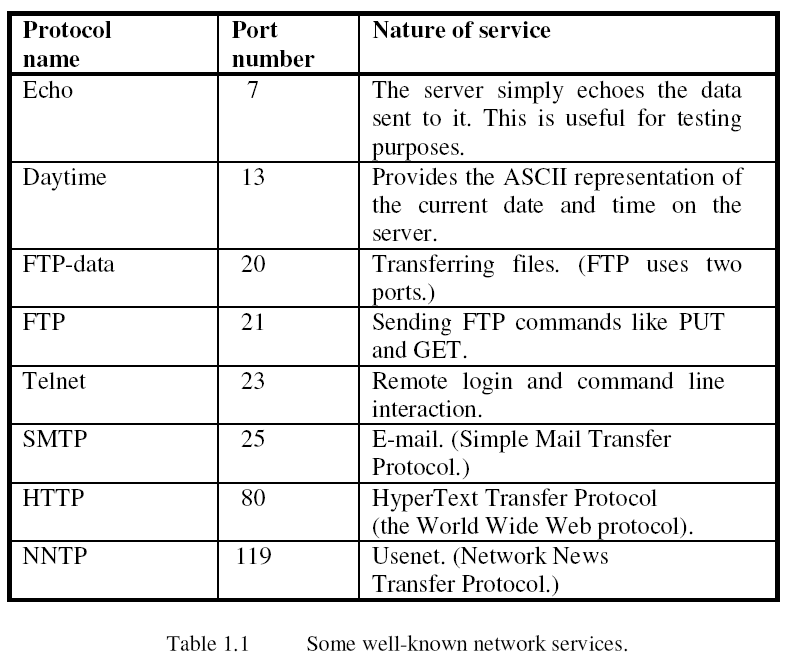 Protocol name Port number Nature of service
Echo 7 The server simply echoes the data
sent to it. This is useful for testing
purposes.
Daytime 13 Provides the ASCII representation of
the current date and time on the
server.
FTP-data 20 Transferring files. (FTP uses two
ports.)
FTP 21 Sending FTP commands like PUT
and GET.
Telnet 23 Remote login and command line
interaction.
SMTP 25 E-mail. (Simple Mail Transfer
Protocol.)
HTTP 80 HyperText Transfer Protocol
(the World Wide Web protocol).
NNTP 119 Usenet. (Network News
Transfer Protocol.)
Table 1.1 Some well-known network services.